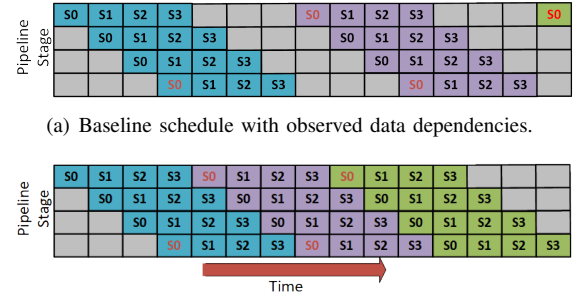 Pipeline
Stage
S0 S1 S2 S3 S0 S1 S2 S3 S0
S0 S1 S2 S3 S0 S1 S2 S3
S0 S1 S2 S3 S0 S1 S2 S3
S0 S1 S2 S3 S0 S1 S2 S3
(a) Baseline schedule with observed data dependencies.
Pipeline
Stage
S0 S1 S2 S3 S0 S1 S2 S3 S0 S1 S2 S3
S0 S1 S2 S3 S0 S1 S2 S3 S0 S1 S2 S3
S0 S1 S2 S3 S0 S1 S2 S3 S0 S1 S2 S3
S0 S1 S2 S3 S0 S1 S2 S3 S0 S1 S2 S3
Time